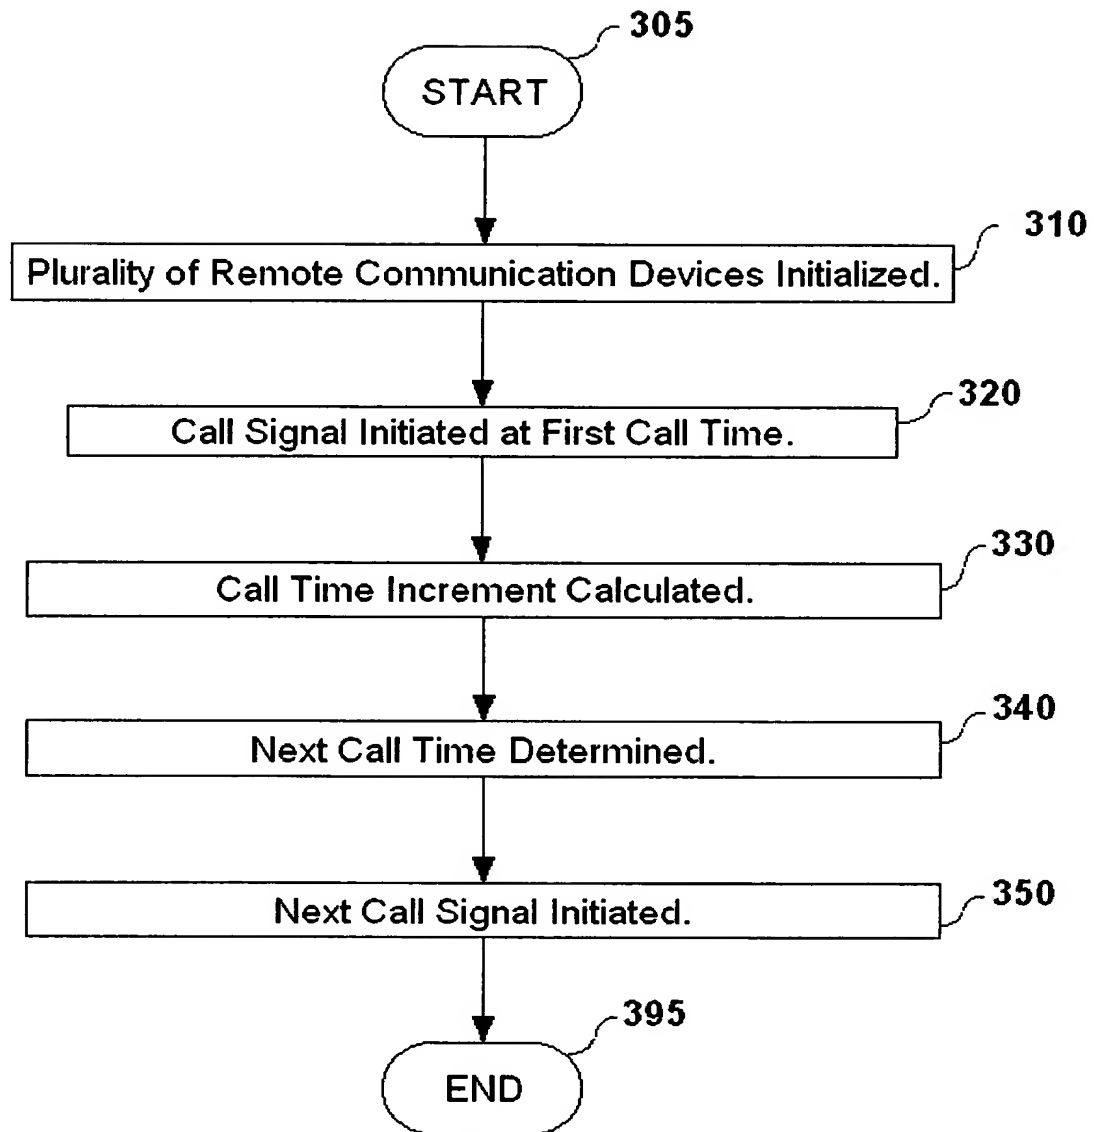 305
START
310
Plurality of Remote Communication Devices Initialized.
320
Call Signal Initiated at First Call Time.
330
Call Time Increment Calculated.
340
Next Call Time Determined.
350
Next Call Signal Initiated.
395
END